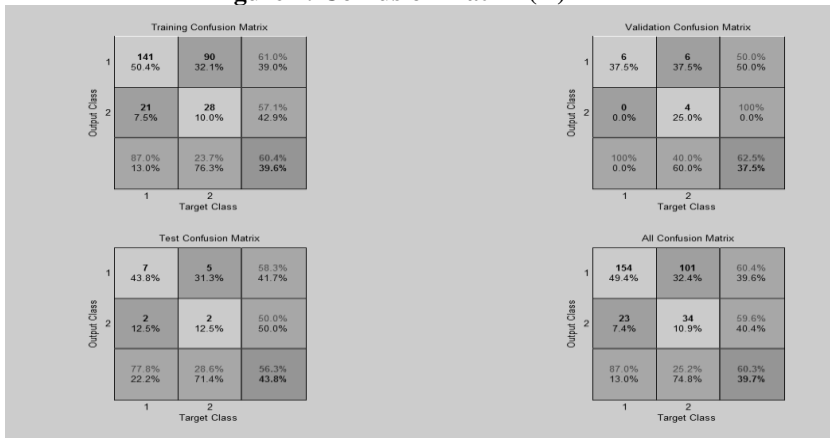 Training Confusion Matrix
1 141 90 61.0%
50.4% 32.1% 39.0%
2 21 28 57.1%
7.5% 10.0% 42.9%
87.0% 23.7% 60.4%
13.0% 76.3% 39.6%
1 2
Target Class
Output Class
Validation Confusion Matrix
1 6 6 50.0%
37.5% 37.5% 50.0%
2 0 4 100%
0.0% 25.0% 0.0%
100% 40.0% 62.5%
0.0% 60.0% 37.5%
1 2
Target Class
Output Class
Test Confusion Matrix
1 7 5 58.3%
43.8% 31.3% 41.7%
2 2 2 50.0%
12.5% 12.5% 50.0%
77.8% 28.6% 56.3%
22.2% 71.4% 43.8%
1 2
Target Class
Output Class
All Confusion Matrix
1 154 101 60.4%
49.4% 32.4% 39.6%
2 23 34 59.6%
7.4% 10.9% 40.4%
87.0% 25.2% 60.3%
13.0% 74.8% 39.7%
1 2
Target Class
Output Class